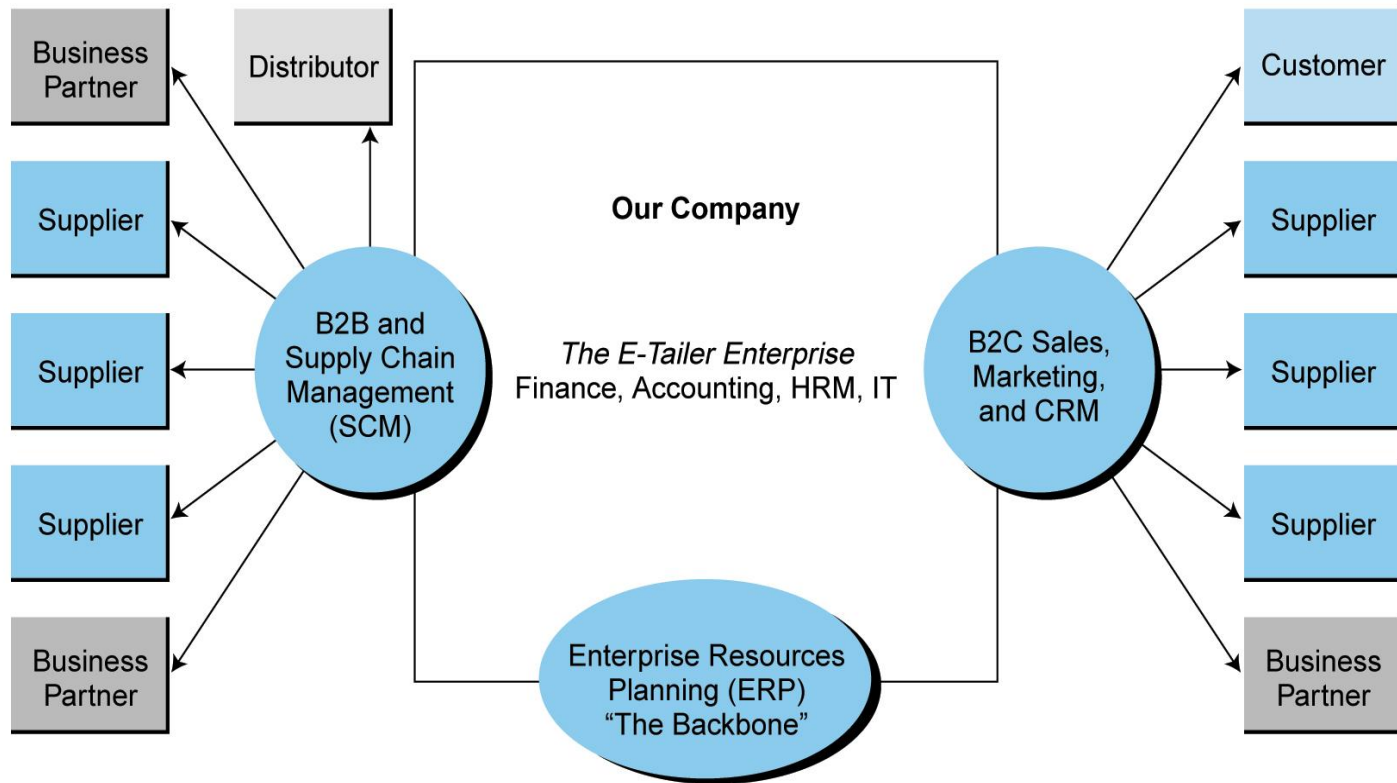 Business
Partner
Distributor
Customer
Supplier
Our Company
Supplier
B2B and
Supply Chain
Management
(SCM)
Supplier
The E-Tailer Enterprise
Finance, Accounting, HRM, IT
B2C Sales,
Marketing,
and CRM
Supplier
Supplier
Supplier
Business
Partner
Enterprise Resources
Planning (ERP)
“The Backbone”
Business
Partner